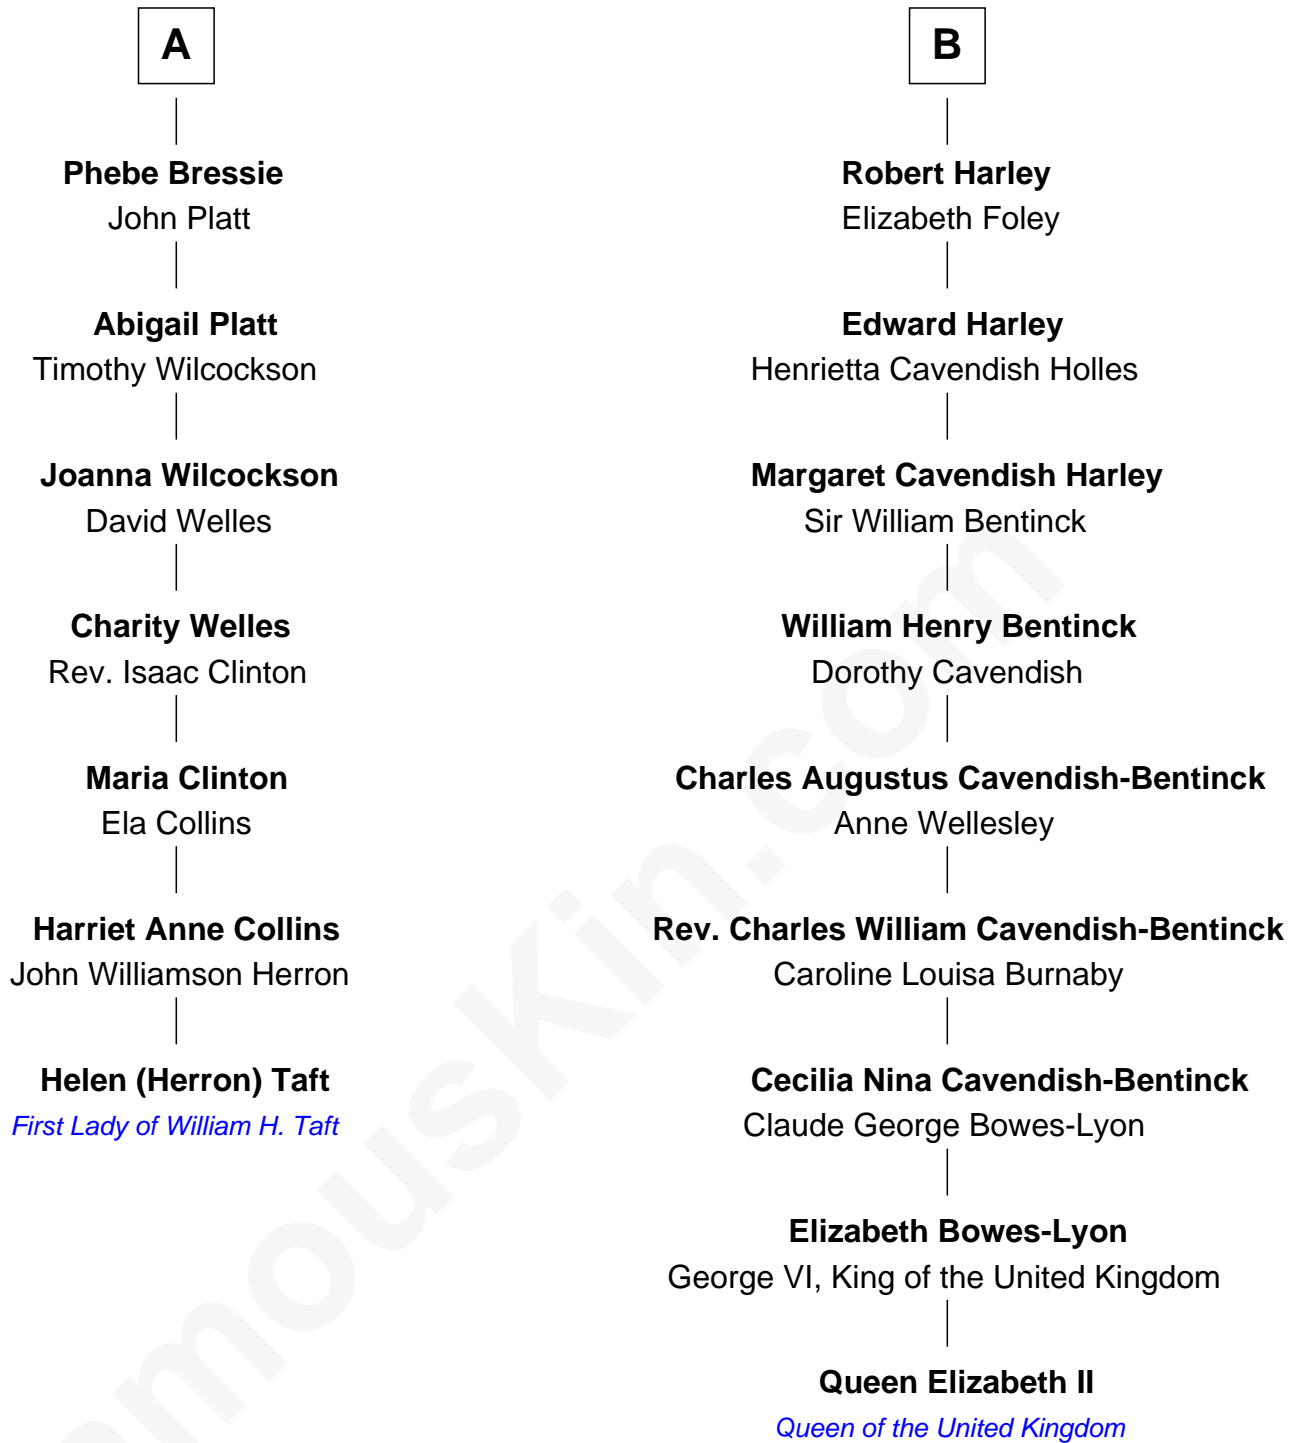 A
Phebe Bressie
John Platt
Abigail Platt
Timothy Wilcockson
Joanna Wilcockson
David Welles
Charity Welles
Rev. Isaac Clinton
Maria Clinton
Ela Collins
Harriet Anne Collins
John Williamson Herron
Helen (Herron) Taft
First Lady of William H. Taft
B
Robert Harley
Elizabeth Foley
Edward Harley
Henrietta Cavendish Holles
Margaret Cavendish Harley
Sir William Bentinck
William Henry Bentinck
Dorothy Cavendish
Charles Augustus Cavendish-Bentinck
Anne Wellesley
Rev. Charles William Cavendish-Bentinck
Caroline Louisa Burnaby
Cecilia Nina Cavendish-Bentinck
Claude George Bowes-Lyon
Elizabeth Bowes-Lyon
George VI, King of the United Kingdom
Queen Elizabeth II
Queen of the United Kingdom
amousKin.com